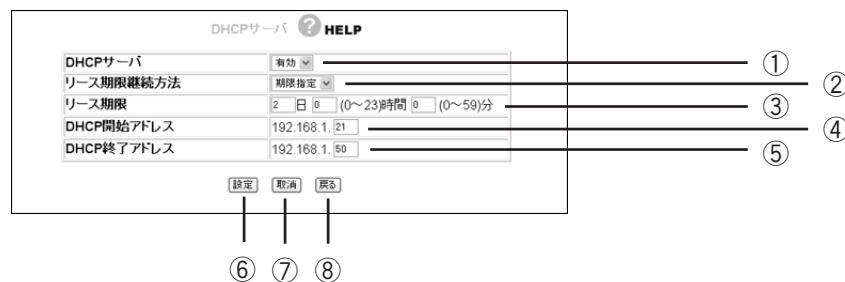 DHCPサーバ ? HELP
DHCPサーバ 有効 ①
リース期限継続方法 期限指定 ②
リース期限 2 日 0 (0～23)時間 0 (0～59)分 ③
DHCP開始アドレス 192.168.1. 21 ④
DHCP終了アドレス 192.168.1. 50 ⑤
設定 取消 戻る
⑥ ⑦ ⑧